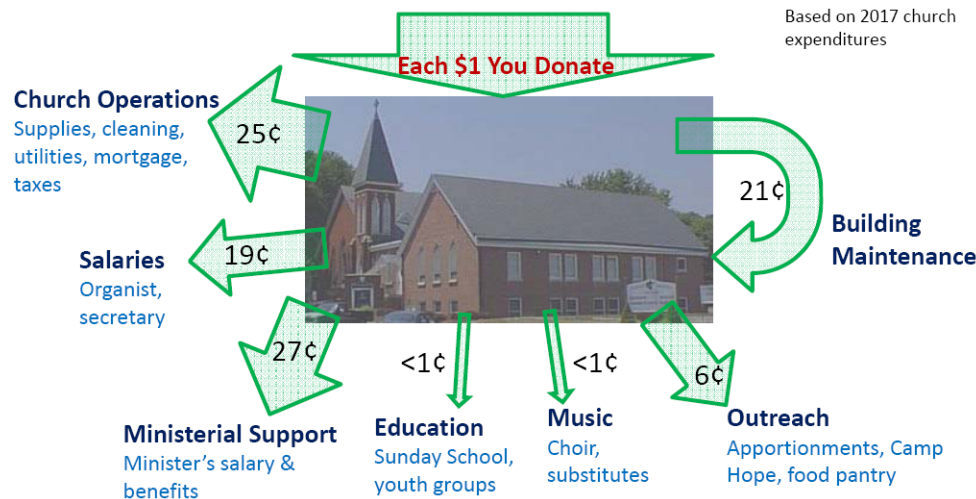 Based on 2017 church
expenditures
Each $1 You Donate
Church Operations
Supplies, cleaning,
utilities, mortgage,
taxes
25¢
21¢
Building
Maintenance
19¢
Salaries
Organist,
secretary
27¢
Ministerial Support
Minister’s salary &
benefits
<1¢
Education
Sunday School,
youth groups
<1¢
Music
Choir,
substitutes
6¢
Outreach
Apportionments, Camp
Hope, food pantry